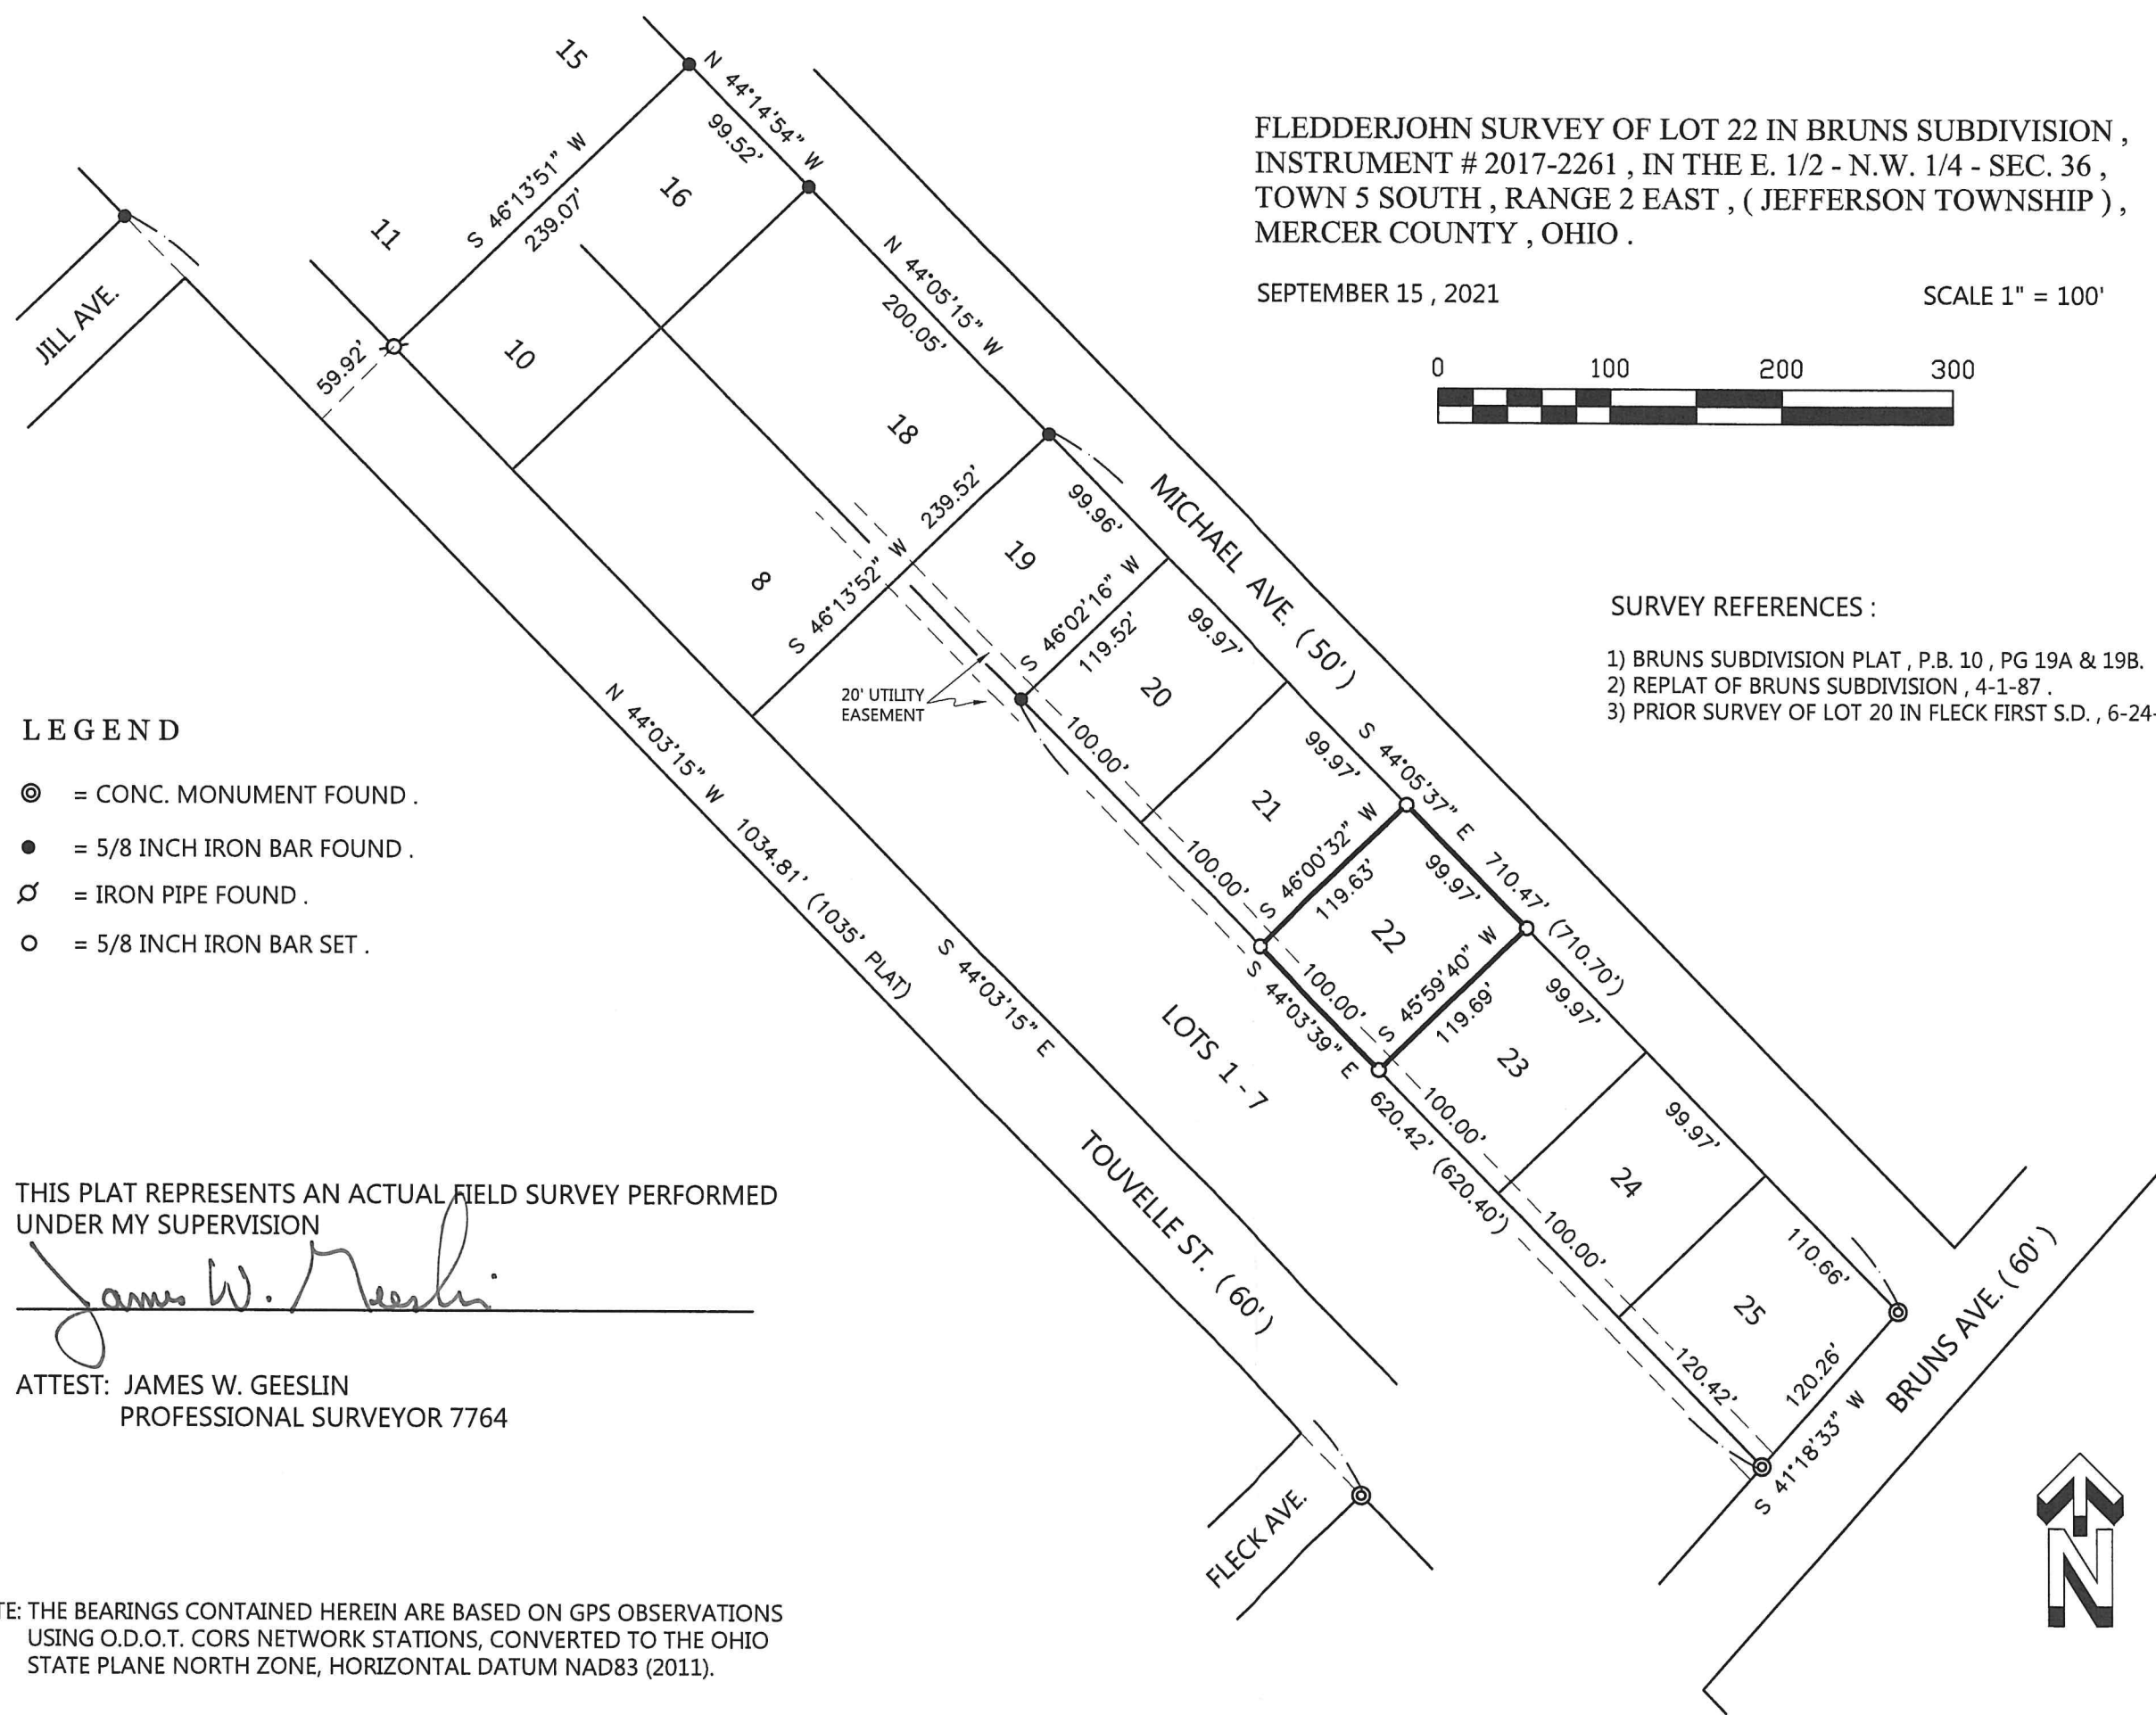 FLEDDERJOHN SURVEY OF LOT 22 IN BRUNS SUBDIVISION ,
INSTRUMENT # 2017-2261 , IN THE E. 1/2 - N.W. 1/4 - SEC. 36 ,
TOWN 5 SOUTH , RANGE 2 EAST , ( JEFFERSON TOWNSHIP ) ,
MERCER COUNTY , OHIO .
SEPTEMBER 15 , 2021
SCALE 1" = 100'
0 100 200 300
15
N 44°14'54" W
99.52'
S 46°13'51" W
239.07'
16
11
JILL AVE.
59.92'
10
N 44°05'15" W
200.05'
18
8
S 46°13'52" W 239.52'
MICHAEL AVE. ( 50' )
99.96'
19
S 46°02'16" W
119.52'
20' UTILITY
EASEMENT
99.97'
20
100.00'
99.97'
21
100.00'
S 44°05'37" E 710.47' (710.70')
S 46°00'32" W
119.63'
99.97'
22
100.00'
S 45°59'40" W
119.69'
S 44°03'39" E 620.42' (620.40')
99.97'
23
100.00'
99.97'
24
100.00'
110.66'
25
120.42'
120.26'
S 41°18'33" W
BRUNS AVE. ( 60' )
N 44°03'15" W 1034.81' (1035' PLAT)
S 44°03'15" E
LOTS 1 - 7
TOUVELLE ST. ( 60' )
FLECK AVE.
SURVEY REFERENCES :
1) BRUNS SUBDIVISION PLAT , P.B. 10 , PG 19A & 19B.
2) REPLAT OF BRUNS SUBDIVISION , 4-1-87 .
3) PRIOR SURVEY OF LOT 20 IN FLECK FIRST S.D. , 6-24-
LEGEND
= CONC. MONUMENT FOUND .
= 5/8 INCH IRON BAR FOUND .
= IRON PIPE FOUND .
= 5/8 INCH IRON BAR SET .
THIS PLAT REPRESENTS AN ACTUAL FIELD SURVEY PERFORMED
UNDER MY SUPERVISION
James W. Geeslin
ATTEST: JAMES W. GEESLIN
PROFESSIONAL SURVEYOR 7764
TE: THE BEARINGS CONTAINED HEREIN ARE BASED ON GPS OBSERVATIONS
USING O.D.O.T. CORS NETWORK STATIONS, CONVERTED TO THE OHIO
STATE PLANE NORTH ZONE, HORIZONTAL DATUM NAD83 (2011).
N